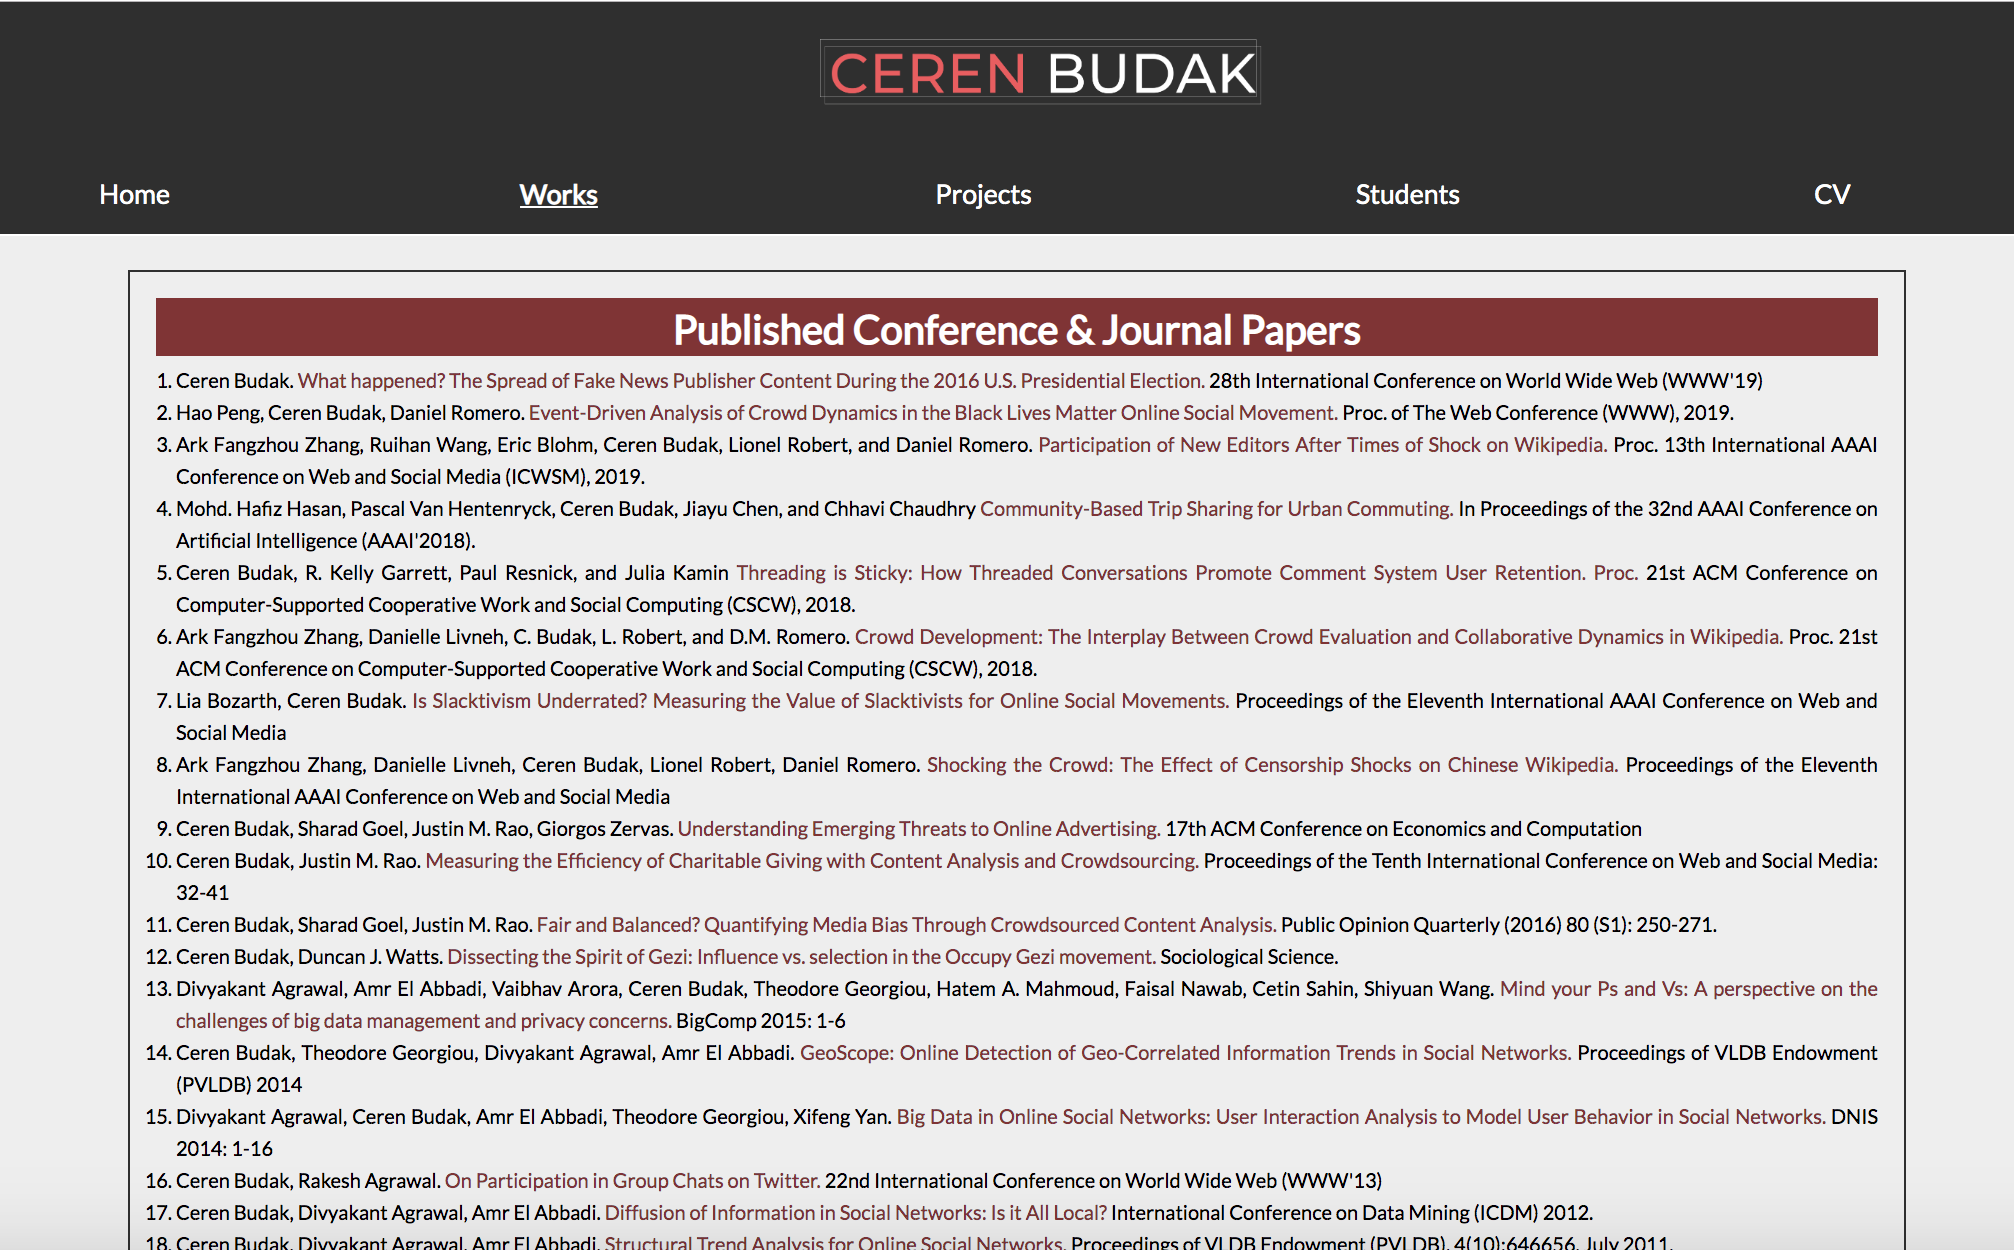 CEREN BUDAK
Home Works Projects Students CV
Published Conference & Journal Papers
1. Ceren Budak. What happened? The Spread of Fake News Publisher Content During the 2016 U.S. Presidential Election. 28th International Conference on World Wide Web (WWW'19)
2. Hao Peng, Ceren Budak, Daniel Romero. Event-Driven Analysis of Crowd Dynamics in the Black Lives Matter Online Social Movement. Proc. of The Web Conference (WWW), 2019.
3. Ark Fangzhou Zhang, Ruihan Wang, Eric Blohm, Ceren Budak, Lionel Robert, and Daniel Romero. Participation of New Editors After Times of Shock on Wikipedia. Proc. 13th International AAAI
Conference on Web and Social Media (ICWSM), 2019.
4. Mohd. Hafiz Hasan, Pascal Van Hentenryck, Ceren Budak, Jiayu Chen, and Chhavi Chaudhry Community-Based Trip Sharing for Urban Commuting. In Proceedings of the 32nd AAAI Conference on
Artificial Intelligence (AAAI'2018).
5. Ceren Budak, R. Kelly Garrett, Paul Resnick, and Julia Kamin Threading is Sticky: How Threaded Conversations Promote Comment System User Retention. Proc. 21st ACM Conference on
Computer-Supported Cooperative Work and Social Computing (CSCW), 2018.
6. Ark Fangzhou Zhang, Danielle Livneh, C. Budak, L. Robert, and D.M. Romero. Crowd Development: The Interplay Between Crowd Evaluation and Collaborative Dynamics in Wikipedia. Proc. 21st
ACM Conference on Computer-Supported Cooperative Work and Social Computing (CSCW), 2018.
7. Lia Bozarth, Ceren Budak. Is Slacktivism Underrated? Measuring the Value of Slacktivists for Online Social Movements. Proceedings of the Eleventh International AAAI Conference on Web and
Social Media
8. Ark Fangzhou Zhang, Danielle Livneh, Ceren Budak, Lionel Robert, Daniel Romero. Shocking the Crowd: The Effect of Censorship Shocks on Chinese Wikipedia. Proceedings of the Eleventh
International AAAI Conference on Web and Social Media
9. Ceren Budak, Sharad Goel, Justin M. Rao, Giorgos Zervas. Understanding Emerging Threats to Online Advertising. 17th ACM Conference on Economics and Computation
10. Ceren Budak, Justin M. Rao. Measuring the Efficiency of Charitable Giving with Content Analysis and Crowdsourcing. Proceedings of the Tenth International Conference on Web and Social Media:
32-41
11. Ceren Budak, Sharad Goel, Justin M. Rao. Fair and Balanced? Quantifying Media Bias Through Crowdsourced Content Analysis. Public Opinion Quarterly (2016) 80 (S1): 250-271.
12. Ceren Budak, Duncan J. Watts. Dissecting the Spirit of Gezi: Influence vs. selection in the Occupy Gezi movement. Sociological Science.
13. Divyakant Agrawal, Amr El Abbadi, Vaibhav Arora, Ceren Budak, Theodore Georgiou, Hatem A. Mahmoud, Faisal Nawab, Cetin Sahin, Shiyuan Wang. Mind your Ps and Vs: A perspective on the
challenges of big data management and privacy concerns. BigComp 2015: 1-6
14. Ceren Budak, Theodore Georgiou, Divyakant Agrawal, Amr El Abbadi. GeoScope: Online Detection of Geo-Correlated Information Trends in Social Networks. Proceedings of VLDB Endowment
(PVLDB) 2014
15. Divyakant Agrawal, Ceren Budak, Amr El Abbadi, Theodore Georgiou, Xifeng Yan. Big Data in Online Social Networks: User Interaction Analysis to Model User Behavior in Social Networks. DNIS
2014: 1-16
16. Ceren Budak, Rakesh Agrawal. On Participation in Group Chats on Twitter. 22nd International Conference on World Wide Web (WWW'13)
17. Ceren Budak, Divyakant Agrawal, Amr El Abbadi. Diffusion of Information in Social Networks: Is it All Local? International Conference on Data Mining (ICDM) 2012.
18. Ceren Budak, Divyakant Agrawal, Amr El Abbadi. Structural Trend Analysis for Online Social Networks. Proceedings of VLDB Endowment (PVLDB), 4(10):646656, July 2011.